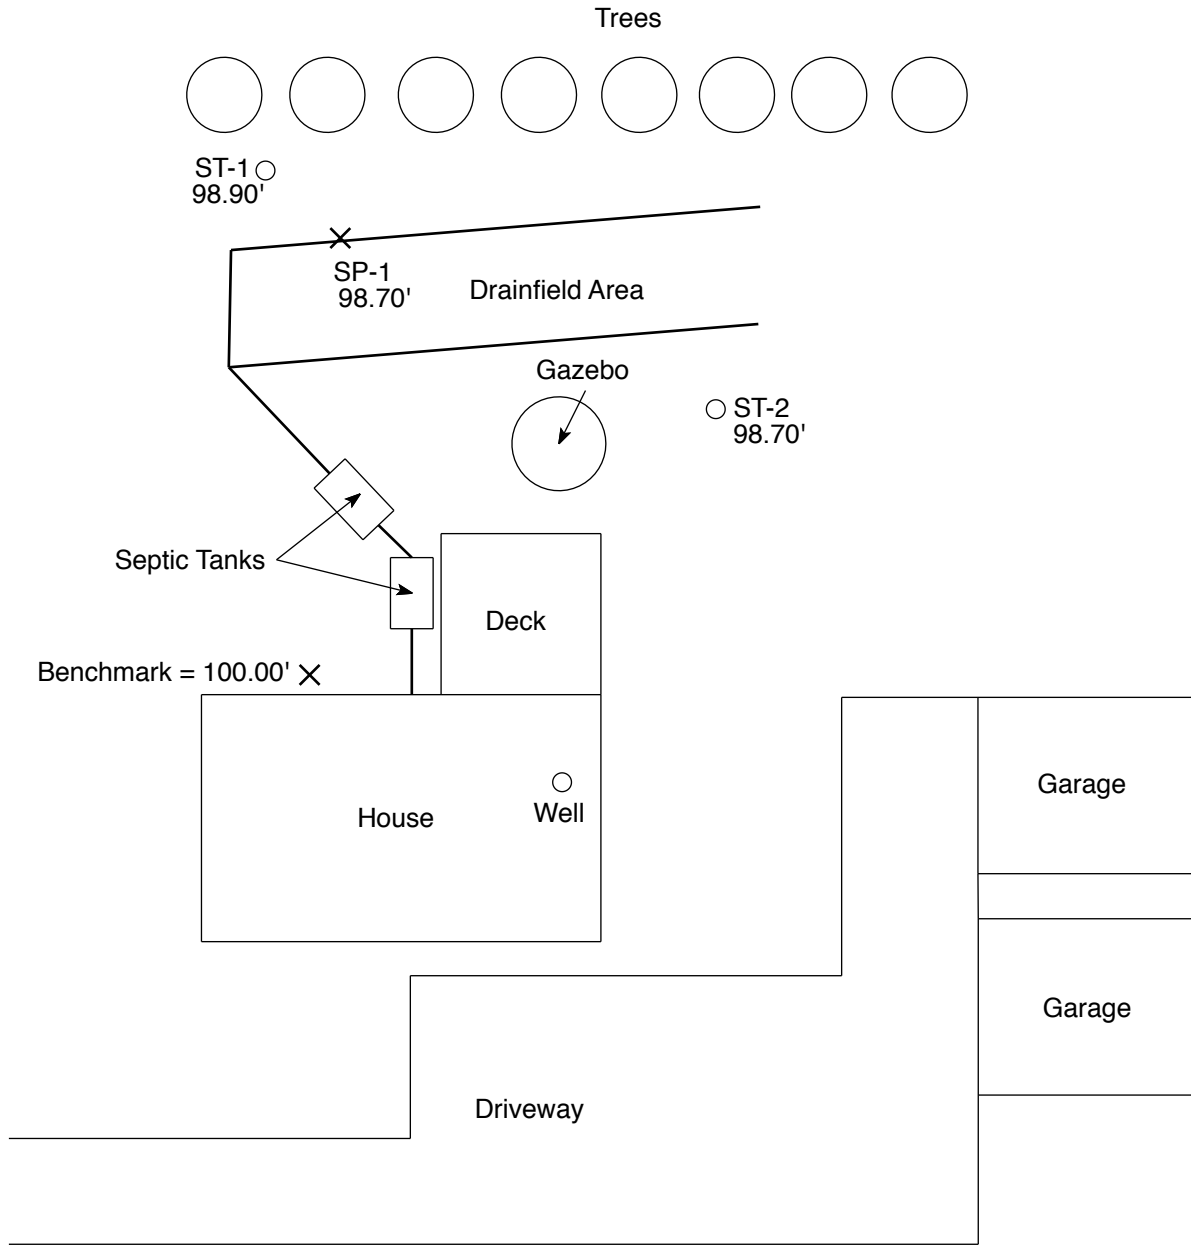 Trees
ST-1
98.90'
SP-1
98.70'
Drainfield Area
Gazebo
ST-2
98.70'
Septic Tanks
Deck
Benchmark = 100.00'
House
Well
Garage
Garage
Driveway